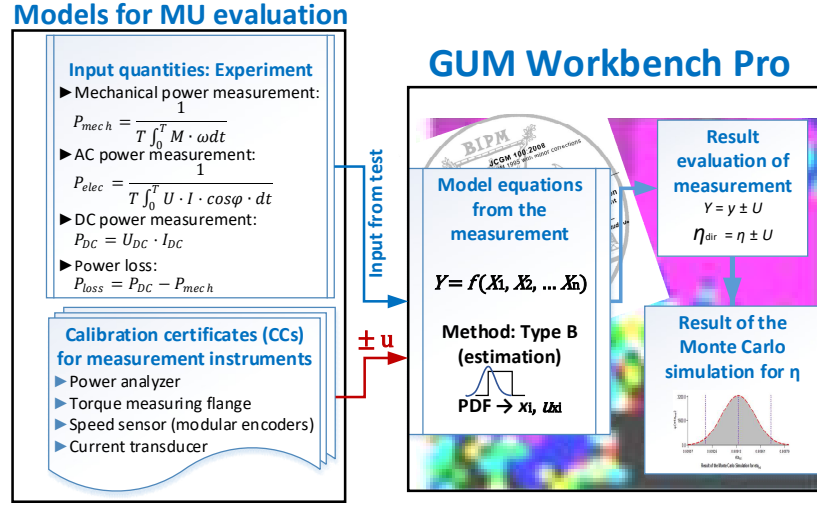 Models for MU evaluation
Input quantities: Experiment
►Mechanical power measurement:
P_mech = 1 / (T ∫_0^T M · ωdt)
►AC power measurement:
P_elec = 1 / (T ∫_0^T U · I · cosφ · dt)
►DC power measurement:
P_DC = U_DC · I_DC
►Power loss:
P_loss = P_DC − P_mech
Calibration certificates (CCs)
for measurement instruments
►Power analyzer
►Torque measuring flange
►Speed sensor (modular encoders)
►Current transducer
Input from test
± u
GUM Workbench Pro
BIPM
JCGM 100:2008
1995 with minor corrections
Model equations
from the
measurement
Y = f(X1, X2, ... Xn)
Method: Type B
(estimation)
PDF → xi, uxi
Result
evaluation of
measurement
Y = y ± U
ηdir = η ± U
Result of the
Monte Carlo
simulation for η